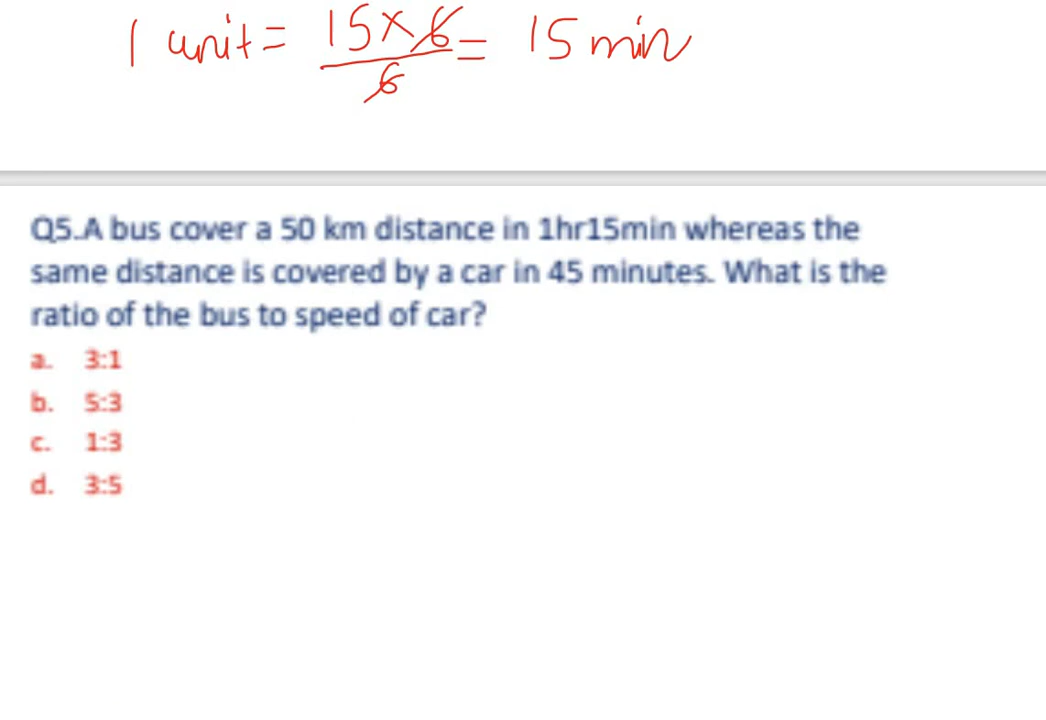 1 unit = 15×6/6 = 15 min
Q5.A bus cover a 50 km distance in 1hr15min whereas the
same distance is covered by a car in 45 minutes. What is the
ratio of the bus to speed of car?
a. 3:1
b. 5:3
c. 1:3
d. 3:5